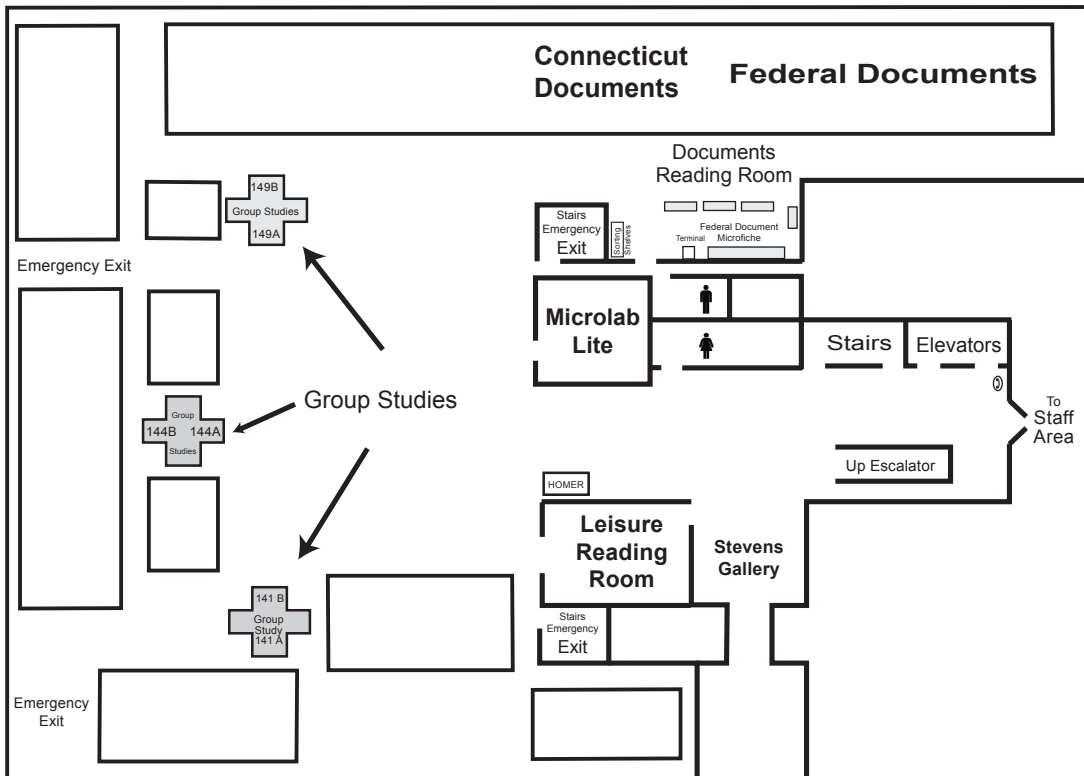 Connecticut
Documents
Federal Documents
Documents
Reading Room
149B
Group Studies
149A
Stairs
Emergency
Exit
Sorting
Shelves
Federal Document
Microfiche
Terminal
Emergency Exit
Microlab
Lite
Stairs
Elevators
Group Studies
Group
144B 144A
Studies
To
Staff
Area
Up Escalator
HOMER
Leisure
Reading
Room
Stevens
Gallery
141 B
Group
Study
141 A
Stairs
Emergency
Exit
Emergency
Exit